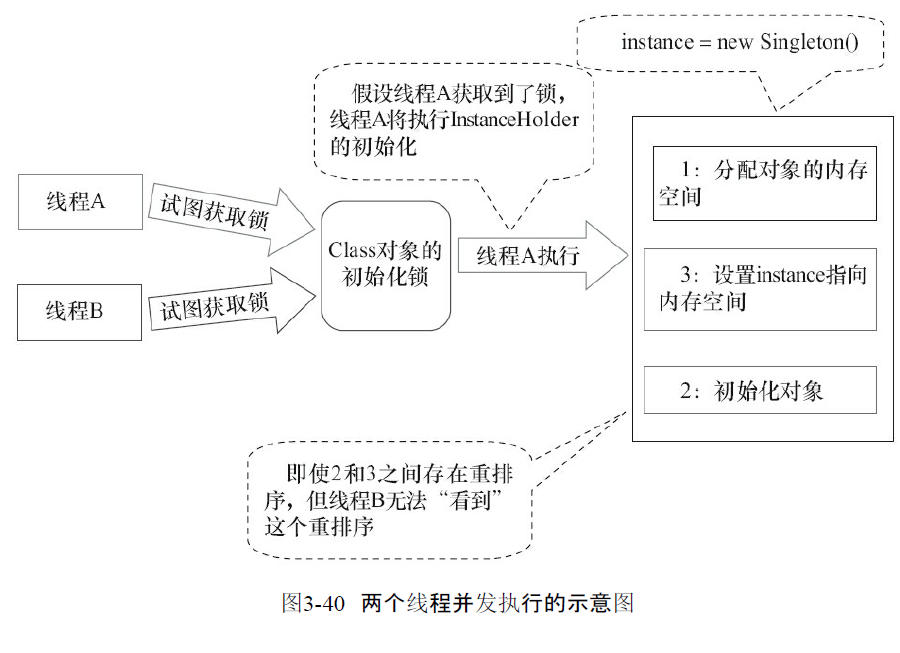 instance = new Singleton()
假设线程A获取到了锁，
线程A将执行InstanceHolder
的初始化
线程A
试图获取锁
线程B
试图获取锁
Class对象的
初始化锁
线程A执行
1：分配对象的内存
空间
3：设置instance指向
内存空间
2：初始化对象
即使2和3之间存在重排
序，但线程B无法“看到”
这个重排序
图3-40 两个线程并发执行的示意图